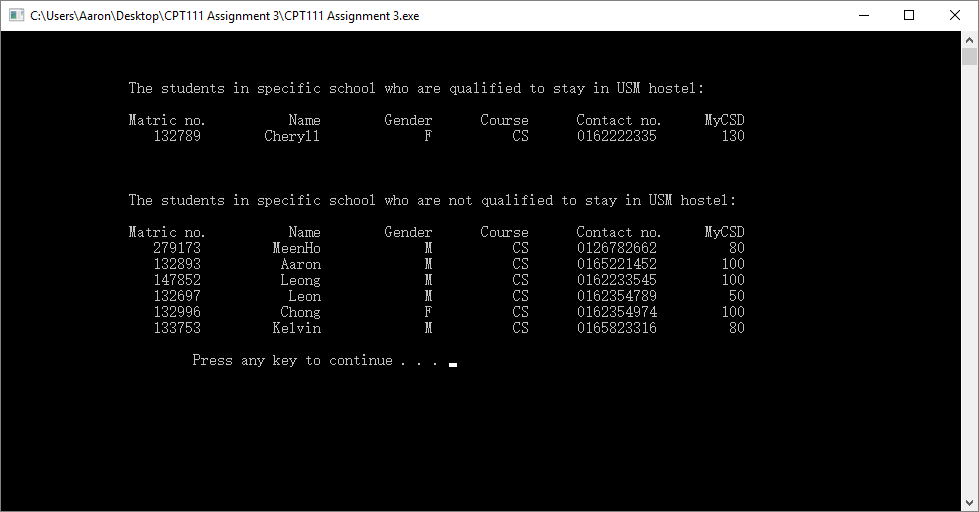 C:\Users\Aaron\Desktop\CPT111 Assignment 3\CPT111 Assignment 3.exe
The students in specific school who are qualified to stay in USM hostel:
Matric no. Name Gender Course Contact no. MyCSD
132789 Cheryll F CS 0162222335 130
The students in specific school who are not qualified to stay in USM hostel:
Matric no. Name Gender Course Contact no. MyCSD
279173 MeenHo M CS 0126782662 80
132893 Aaron M CS 0165221452 100
147852 Leong M CS 0162233545 100
132697 Leon M CS 0162354789 50
132996 Chong F CS 0162354974 100
133753 Kelvin M CS 0165823316 80
Press any key to continue . . .